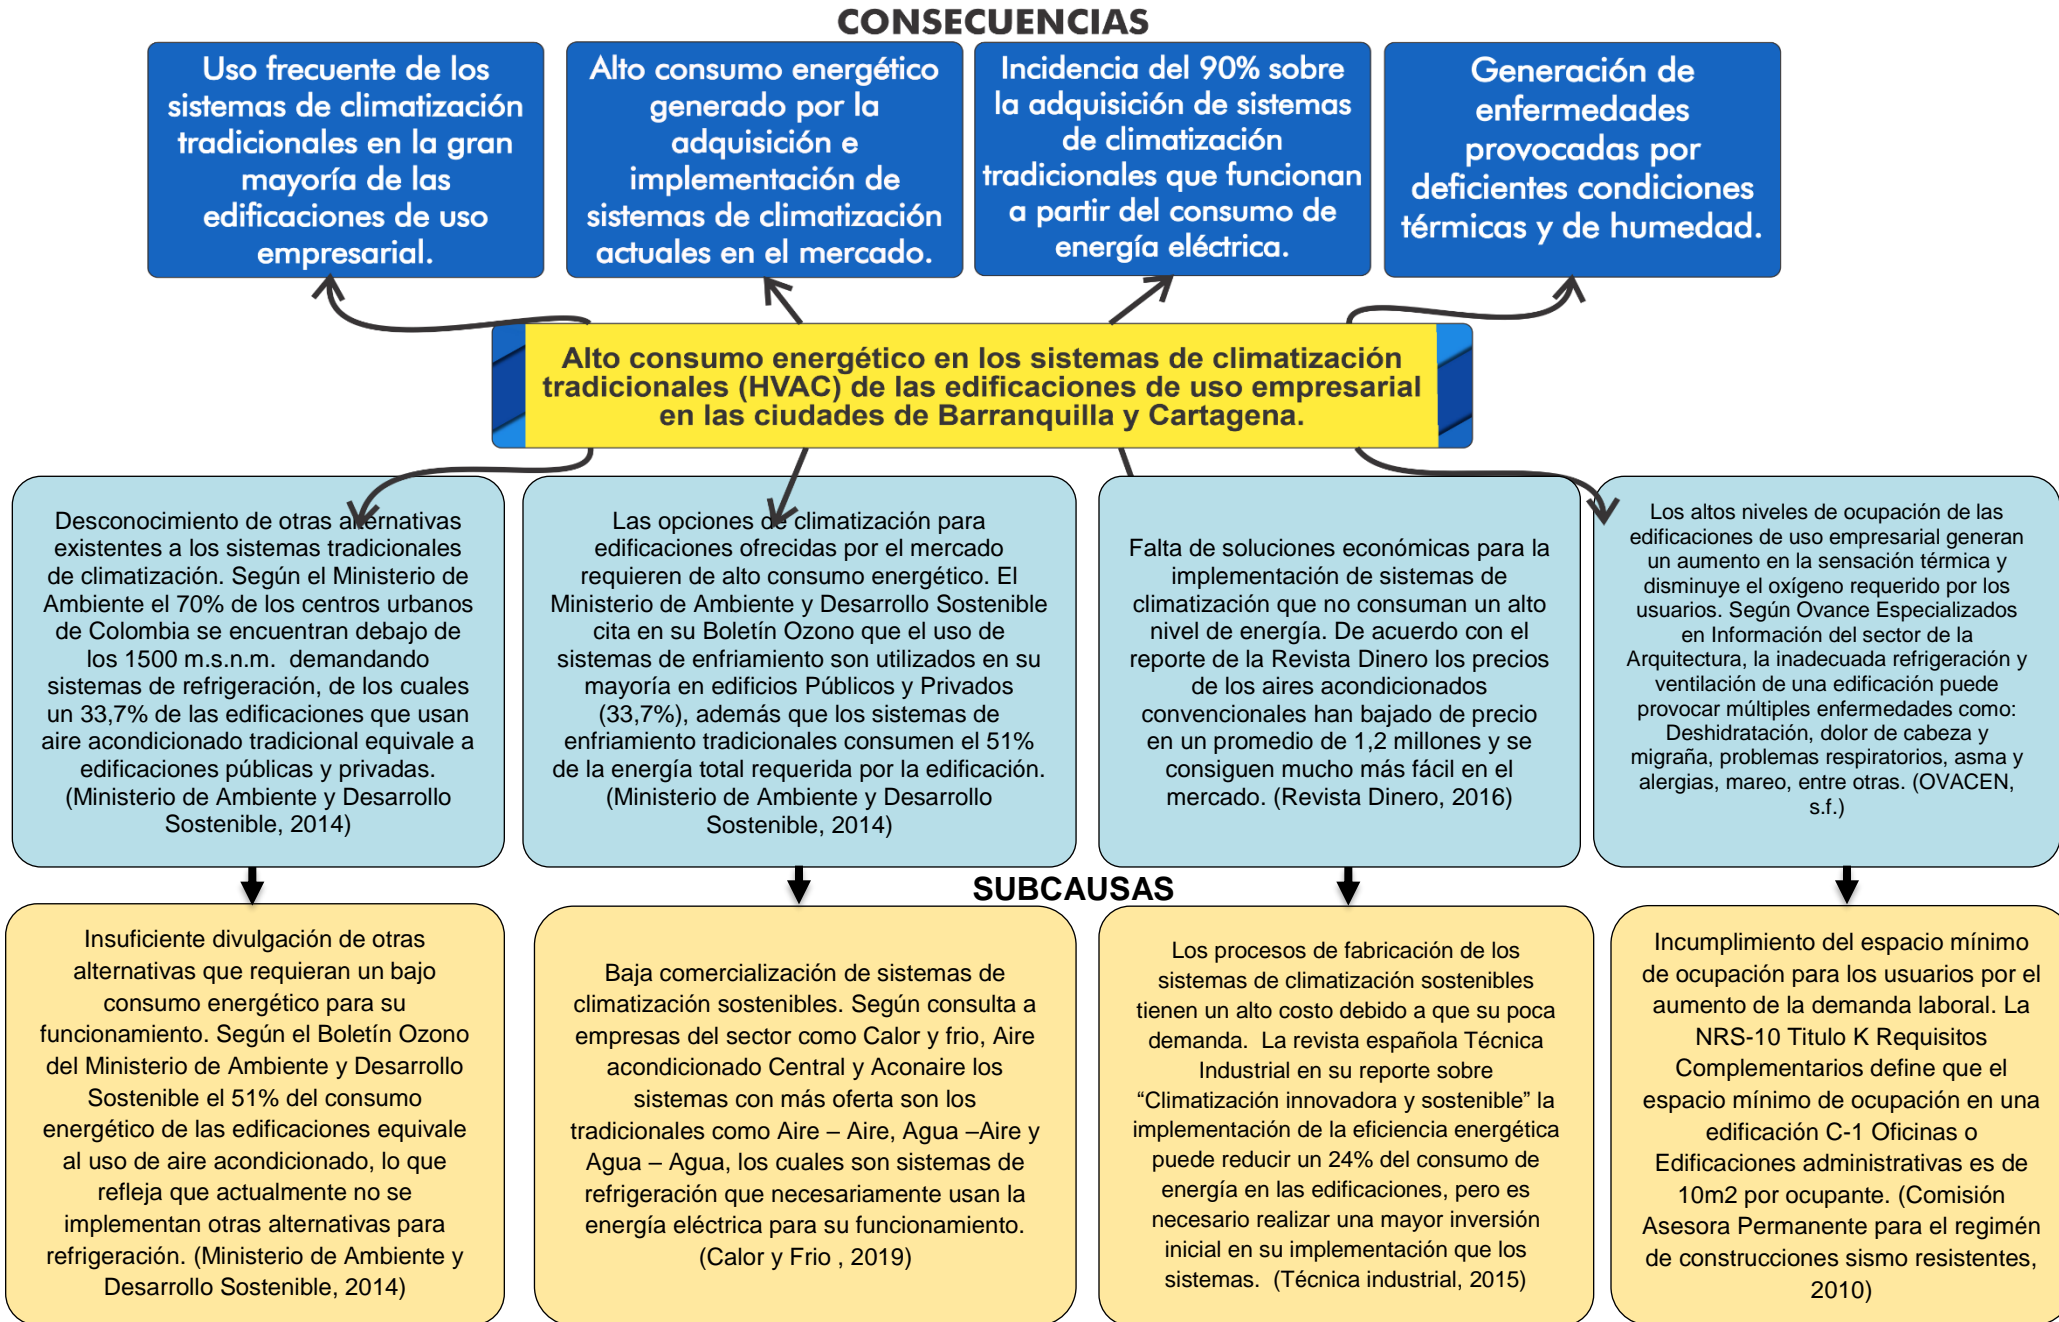 CONSECUENCIAS
Uso frecuente de los
sistemas de climatización
tradicionales en la gran
mayoría de las
edificaciones de uso
empresarial.
Alto consumo energético
generado por la
adquisición e
implementación de
sistemas de climatización
actuales en el mercado.
Incidencia del 90% sobre
la adquisición de sistemas
de climatización
tradicionales que funcionan
a partir del consumo de
energía eléctrica.
Generación de
enfermedades
provocadas por
deficientes condiciones
térmicas y de humedad.
Alto consumo energético en los sistemas de climatización
tradicionales (HVAC) de las edificaciones de uso empresarial
en las ciudades de Barranquilla y Cartagena.
Desconocimiento de otras alternativas
existentes a los sistemas tradicionales
de climatización. Según el Ministerio de
Ambiente el 70% de los centros urbanos
de Colombia se encuentran debajo de
los 1500 m.s.n.m. demandando
sistemas de refrigeración, de los cuales
un 33,7% de las edificaciones que usan
aire acondicionado tradicional equivale a
edificaciones públicas y privadas.
(Ministerio de Ambiente y Desarrollo
Sostenible, 2014)
Las opciones de climatización para
edificaciones ofrecidas por el mercado
requieren de alto consumo energético. El
Ministerio de Ambiente y Desarrollo Sostenible
cita en su Boletín Ozono que el uso de
sistemas de enfriamiento son utilizados en su
mayoría en edificios Públicos y Privados
(33,7%), además que los sistemas de
enfriamiento tradicionales consumen el 51%
de la energía total requerida por la edificación.
(Ministerio de Ambiente y Desarrollo
Sostenible, 2014)
Falta de soluciones económicas para la
implementación de sistemas de
climatización que no consuman un alto
nivel de energía. De acuerdo con el
reporte de la Revista Dinero los precios
de los aires acondicionados
convencionales han bajado de precio
en un promedio de 1,2 millones y se
consiguen mucho más fácil en el
mercado. (Revista Dinero, 2016)
Los altos niveles de ocupación de las
edificaciones de uso empresarial generan
un aumento en la sensación térmica y
disminuye el oxígeno requerido por los
usuarios. Según Ovance Especializados
en Información del sector de la
Arquitectura, la inadecuada refrigeración y
ventilación de una edificación puede
provocar múltiples enfermedades como:
Deshidratación, dolor de cabeza y
migraña, problemas respiratorios, asma y
alergias, mareo, entre otras. (OVACEN,
s.f.)
SUBCAUSAS
Insuficiente divulgación de otras
alternativas que requieran un bajo
consumo energético para su
funcionamiento. Según el Boletín Ozono
del Ministerio de Ambiente y Desarrollo
Sostenible el 51% del consumo
energético de las edificaciones equivale
al uso de aire acondicionado, lo que
refleja que actualmente no se
implementan otras alternativas para
refrigeración. (Ministerio de Ambiente y
Desarrollo Sostenible, 2014)
Baja comercialización de sistemas de
climatización sostenibles. Según consulta a
empresas del sector como Calor y frio, Aire
acondicionado Central y Aconaire los
sistemas con más oferta son los
tradicionales como Aire – Aire, Agua –Aire y
Agua – Agua, los cuales son sistemas de
refrigeración que necesariamente usan la
energía eléctrica para su funcionamiento.
(Calor y Frio , 2019)
Los procesos de fabricación de los
sistemas de climatización sostenibles
tienen un alto costo debido a que su poca
demanda. La revista española Técnica
Industrial en su reporte sobre
“Climatización innovadora y sostenible” la
implementación de la eficiencia energética
puede reducir un 24% del consumo de
energía en las edificaciones, pero es
necesario realizar una mayor inversión
inicial en su implementación que los
sistemas. (Técnica industrial, 2015)
Incumplimiento del espacio mínimo
de ocupación para los usuarios por el
aumento de la demanda laboral. La
NRS-10 Titulo K Requisitos
Complementarios define que el
espacio mínimo de ocupación en una
edificación C-1 Oficinas o
Edificaciones administrativas es de
10m2 por ocupante. (Comisión
Asesora Permanente para el regimén
de construcciones sismo resistentes,
2010)